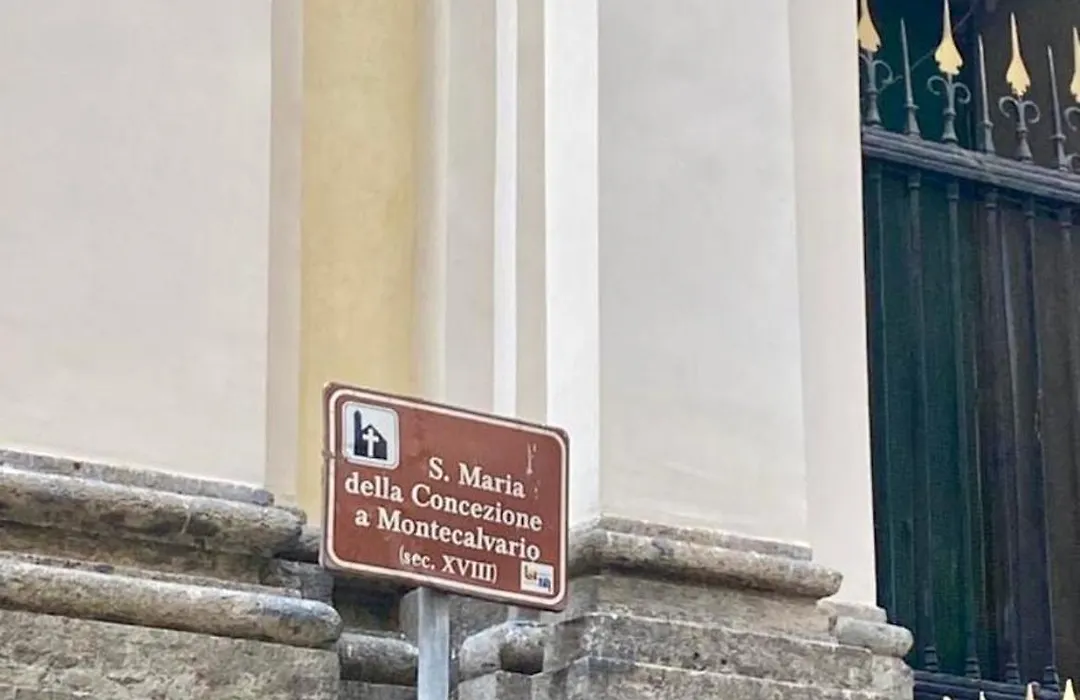 S. Maria
della Concezione
a Montecalvario
(sec. XVIII)